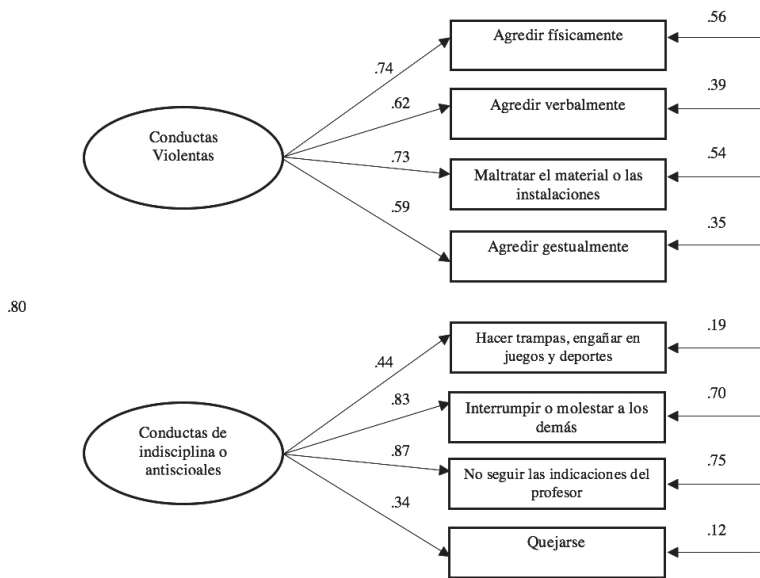 .56
Agredir físicamente
.74
.39
.62
Agredir verbalmente
Conductas
Violentas
.73
.54
Maltratar el material o las
instalaciones
.59
.35
Agredir gestualmente
.80
.19
Hacer trampas, engañar en
juegos y deportes
.44
.70
.83
Interrumpir o molestar a los
demás
Conductas de
indisciplina o
antiscioales
.87
.75
No seguir las indicaciones del
profesor
.34
.12
Quejarse